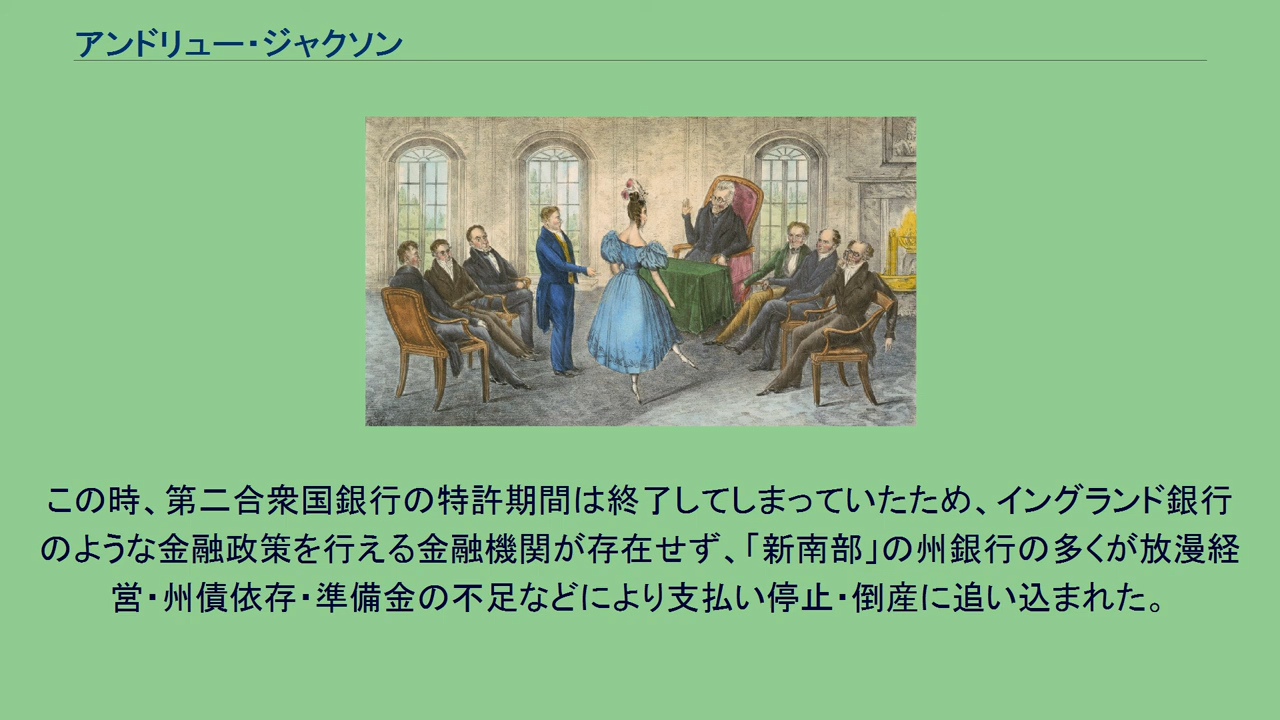 アンドリュー・ジャクソン
この時、第二合衆国銀行の特許期間は終了してしまっていたため、イングランド銀行
のような金融政策を行える金融機関が存在せず、「新南部」の州銀行の多くが放漫経
営・州債依存・準備金の不足などにより支払い停止・倒産に追い込まれた。